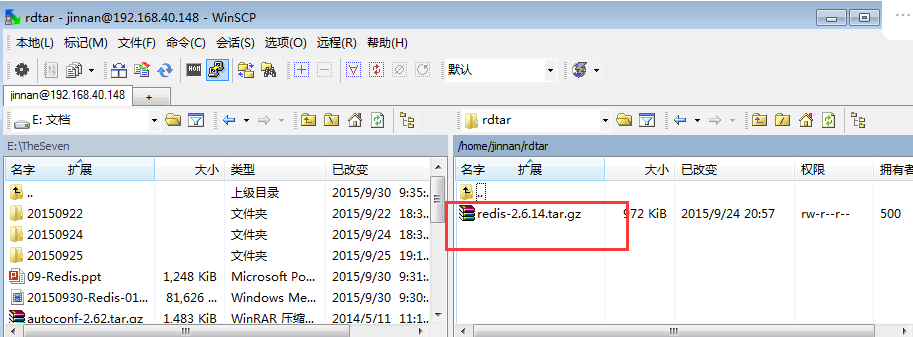 rdtar - jinnan@192.168.40.148 - WinSCP
本地(L) 标记(M) 文件(F) 命令(C) 会话(S) 选项(O) 远程(R) 帮助(H)
默认
jinnan@192.168.40.148
E: 文档 rdtar
E:\TheSeven /home/jinnan/rdtar
名字 扩展 大小 类型 已改变 名字 扩展 大小 已改变 权限 拥有者
.. 上级目录 2015/9/30 9:35:.. ..
20150922 文件夹 2015/9/22 18:3... redis-2.6.14.tar.gz 972 KiB 2015/9/24 20:57 rw-r--r-- 500
20150924 文件夹 2015/9/24 18:3...
20150925 文件夹 2015/9/25 19:1...
09-Redis.ppt 1,248 KiB Microsoft Po... 2015/9/30 9:31:..
20150930-Redis-01... 81,626 ... Windows Me... 2015/9/30 9:30:..
autoconf-2.62.tar.gz 1,483 KiB WinRAR 压缩... 2014/5/11 11:1...